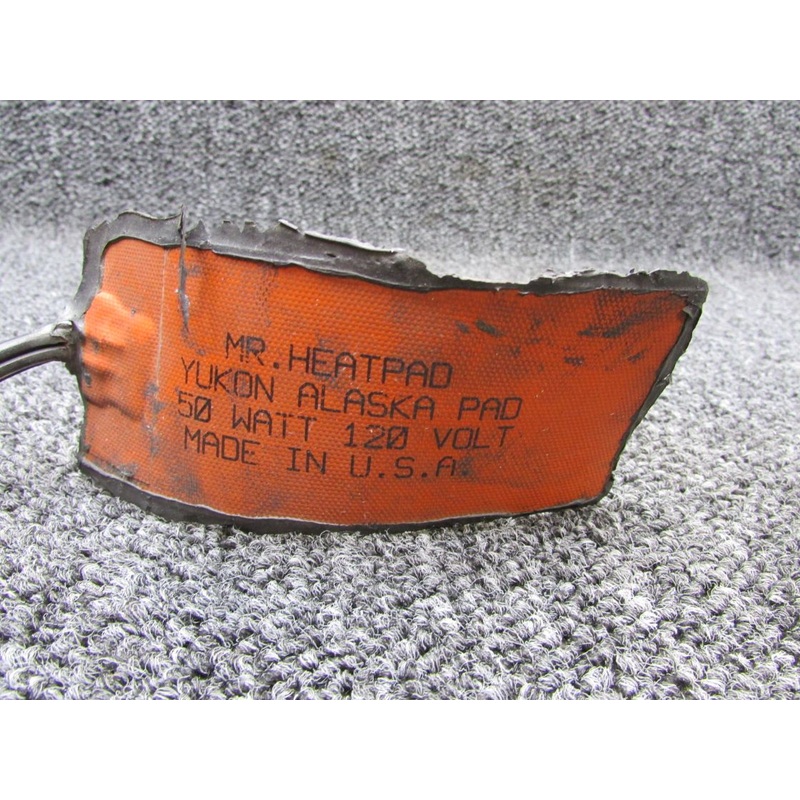 MR.HEATPAD
YUKON ALASKA PAD
50 WATT 120 VOLT
MADE IN U.S.A.